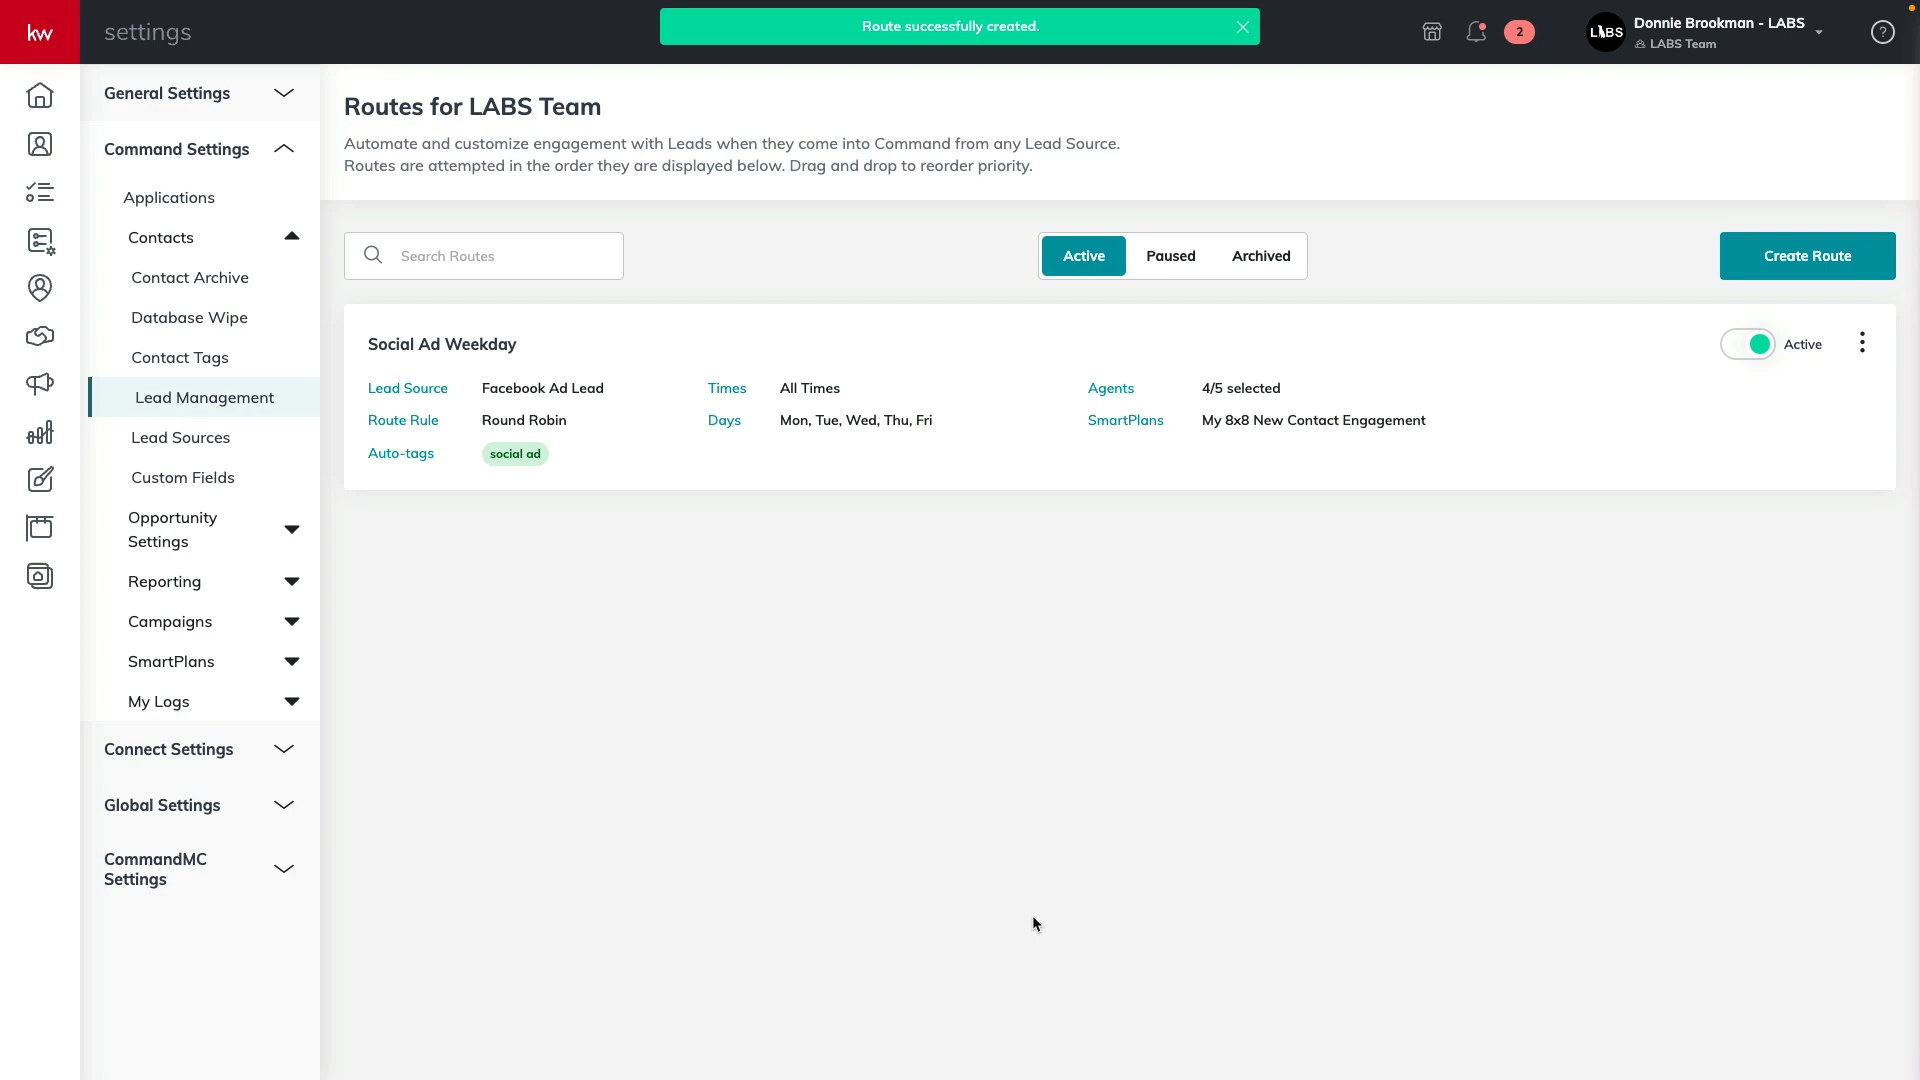 kw
settings
Route successfully created.
2
LABS
Donnie Brookman - LABS
LABS Team
?
General Settings
Command Settings
Applications
Contacts
Contact Archive
Database Wipe
Contact Tags
Lead Management
Lead Sources
Custom Fields
Opportunity
Settings
Reporting
Campaigns
SmartPlans
My Logs
Connect Settings
Global Settings
CommandMC
Settings
Routes for LABS Team
Automate and customize engagement with Leads when they come into Command from any Lead Source.
Routes are attempted in the order they are displayed below. Drag and drop to reorder priority.
Search Routes
Active Paused Archived
Create Route
Social Ad Weekday
Active
Lead Source Facebook Ad Lead Times All Times Agents 4/5 selected
Route Rule Round Robin Days Mon, Tue, Wed, Thu, Fri SmartPlans My 8x8 New Contact Engagement
Auto-tags social ad